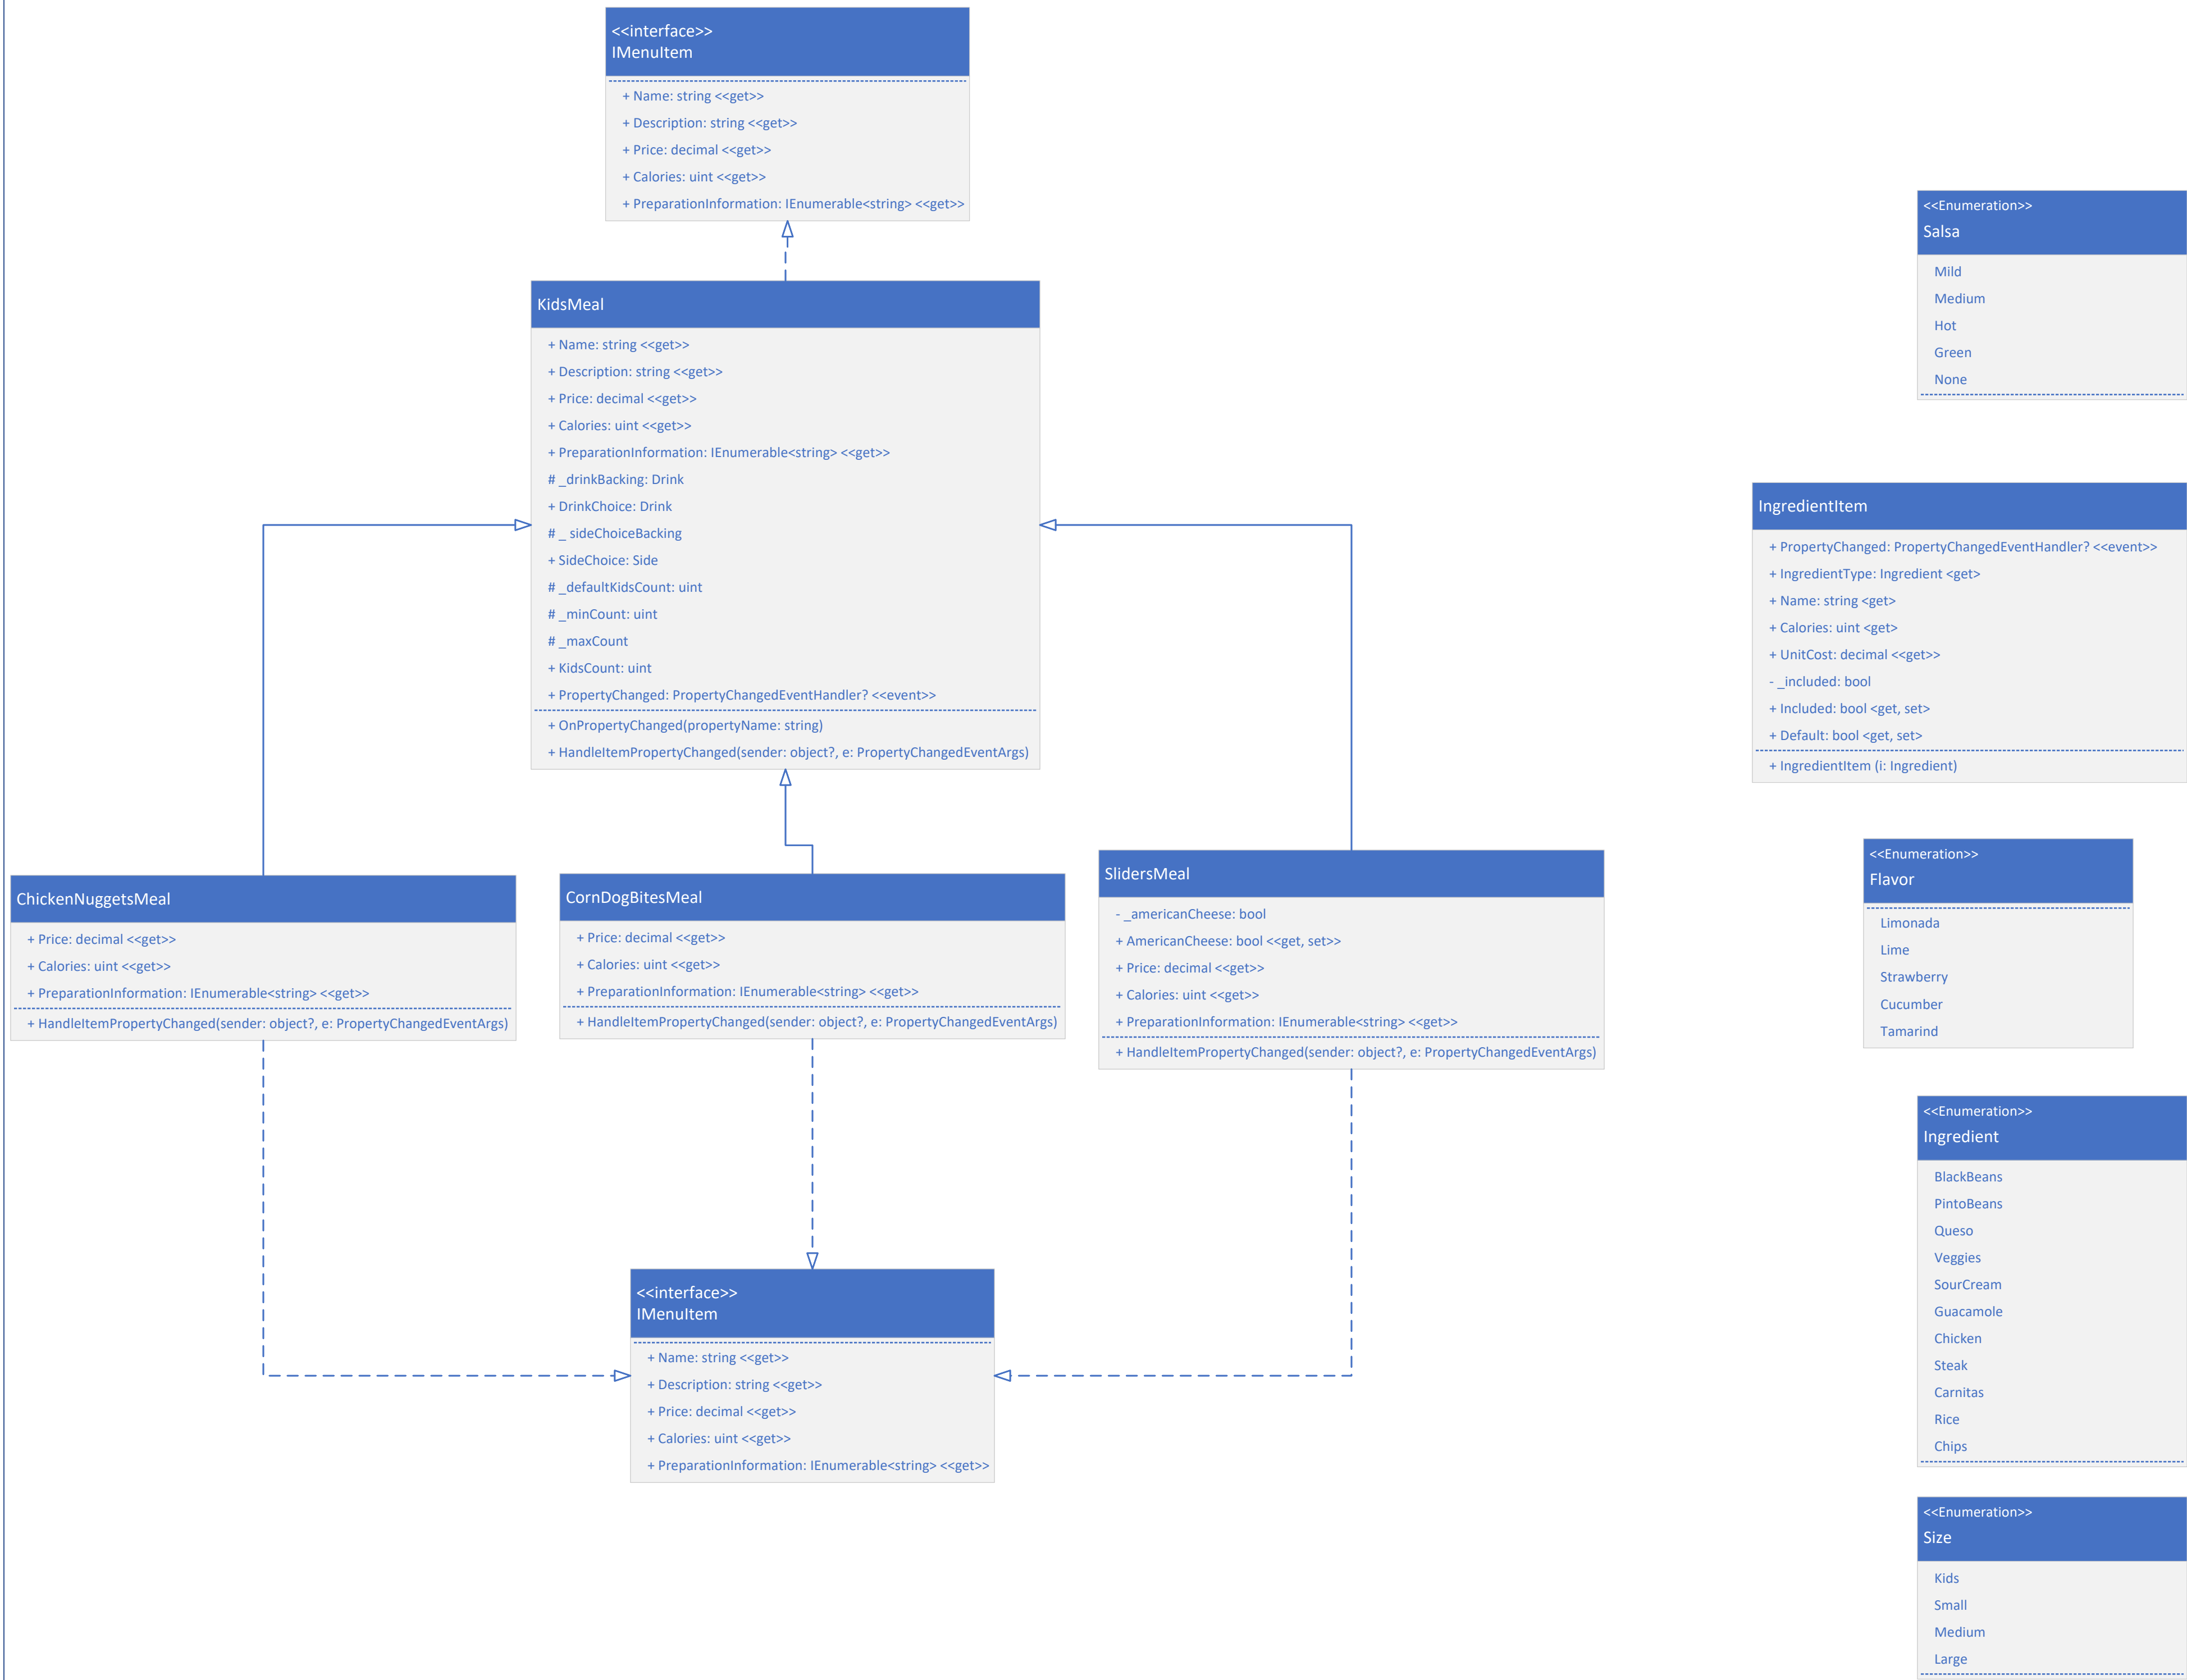 <<interface>>
IMenuItem
+ Name: string <<get>>
+ Description: string <<get>>
+ Price: decimal <<get>>
+ Calories: uint <<get>>
+ PreparationInformation: IEnumerable<string> <<get>>
KidsMeal
+ Name: string <<get>>
+ Description: string <<get>>
+ Price: decimal <<get>>
+ Calories: uint <<get>>
+ PreparationInformation: IEnumerable<string> <<get>>
# _drinkBacking: Drink
+ DrinkChoice: Drink
# _ sideChoiceBacking
+ SideChoice: Side
# _defaultKidsCount: uint
# _minCount: uint
# _maxCount
+ KidsCount: uint
+ PropertyChanged: PropertyChangedEventHandler? <<event>>
+ OnPropertyChanged(propertyName: string)
+ HandleItemPropertyChanged(sender: object?, e: PropertyChangedEventArgs)
ChickenNuggetsMeal
+ Price: decimal <<get>>
+ Calories: uint <<get>>
+ PreparationInformation: IEnumerable<string> <<get>>
+ HandleItemPropertyChanged(sender: object?, e: PropertyChangedEventArgs)
CornDogBitesMeal
+ Price: decimal <<get>>
+ Calories: uint <<get>>
+ PreparationInformation: IEnumerable<string> <<get>>
+ HandleItemPropertyChanged(sender: object?, e: PropertyChangedEventArgs)
SlidersMeal
- _americanCheese: bool
+ AmericanCheese: bool <<get, set>>
+ Price: decimal <<get>>
+ Calories: uint <<get>>
+ PreparationInformation: IEnumerable<string> <<get>>
+ HandleItemPropertyChanged(sender: object?, e: PropertyChangedEventArgs)
<<interface>>
IMenuItem
+ Name: string <<get>>
+ Description: string <<get>>
+ Price: decimal <<get>>
+ Calories: uint <<get>>
+ PreparationInformation: IEnumerable<string> <<get>>
<<Enumeration>>
Salsa
Mild
Medium
Hot
Green
None
IngredientItem
+ PropertyChanged: PropertyChangedEventHandler? <<event>>
+ IngredientType: Ingredient <get>
+ Name: string <get>
+ Calories: uint <get>
+ UnitCost: decimal <<get>>
- _included: bool
+ Included: bool <get, set>
+ Default: bool <get, set>
+ IngredientItem (i: Ingredient)
<<Enumeration>>
Flavor
Limonada
Lime
Strawberry
Cucumber
Tamarind
<<Enumeration>>
Ingredient
BlackBeans
PintoBeans
Queso
Veggies
SourCream
Guacamole
Chicken
Steak
Carnitas
Rice
Chips
<<Enumeration>>
Size
Kids
Small
Medium
Large